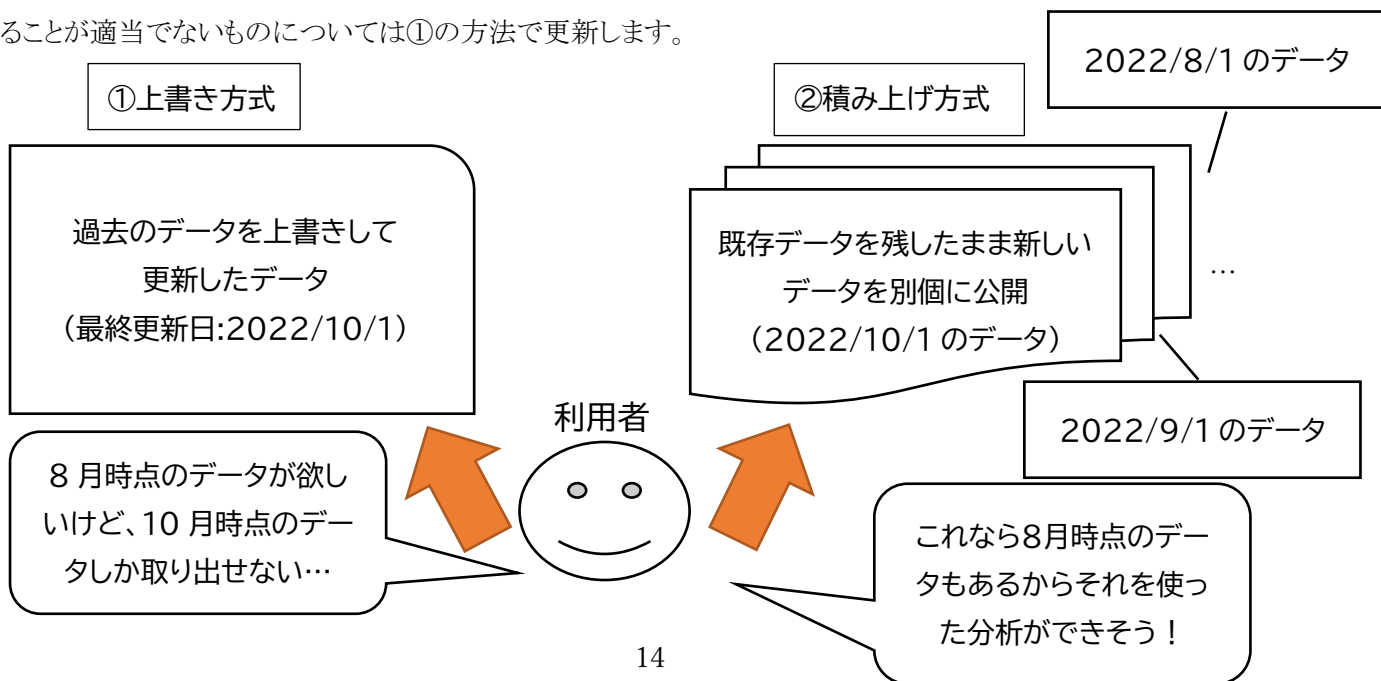 ることが適当でないものについては①の方法で更新します。
①上書き方式
過去のデータを上書きして
更新したデータ
(最終更新日:2022/10/1)
②積み上げ方式
2022/8/1のデータ
既存データを残したまま新しい
データを別個に公開
(2022/10/1のデータ)
…
2022/9/1のデータ
利用者
8月時点のデータが欲し
いけど、10月時点のデー
タしか取り出せない…
これなら8月時点のデー
タもあるからそれを使っ
た分析ができそう!
14